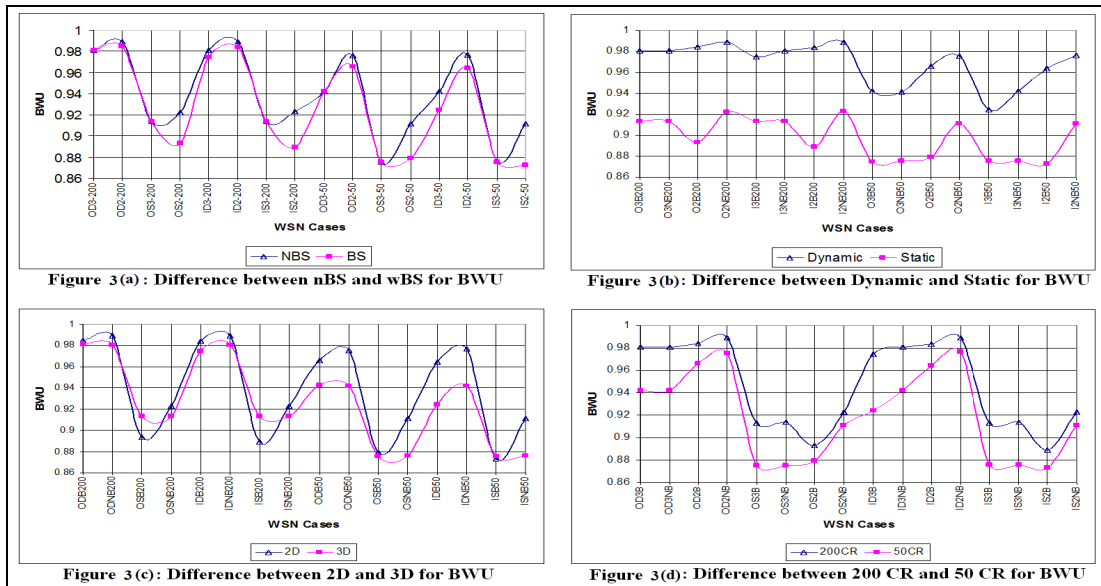 1
0.98
0.96
0.94
0.92
0.9
0.88
0.86
BWU
OD3-200
OD2-200
OS3-200
OS2-200
ID3-200
ID2-200
IS3-200
IS2-200
OD3-50
OD2-50
OS3-50
OS2-50
ID3-50
ID2-50
IS3-50
IS2-50
WSN Cases
NBS BS
Figure 3(a): Difference between nBS and wBS for BWU
1
0.98
0.96
0.94
0.92
0.9
0.88
0.86
BWU
O3B200
O3NB200
O2B200
O2NB200
I3B200
I3NB200
I2B200
I2NB200
O3B50
O3NB50
O2B50
O2NB50
I3B50
I3NB50
I2B50
I2NB50
WSN Cases
Dynamic Static
Figure 3(b): Difference between Dynamic and Static for BWU
1
0.98
0.96
0.94
0.92
0.9
0.88
0.86
BWU
ODB200
ODNB200
OSB200
OSNB200
IDB200
IDNB200
ISB200
ISNB200
ODB50
ODNB50
OSB50
OSNB50
IDB50
IDNB50
ISB50
ISNB50
WSN Cases
2D 3D
Figure 3(c): Difference between 2D and 3D for BWU
1
0.98
0.96
0.94
0.92
0.9
0.88
0.86
BWU
OD3B
OD3NB
OD2B
OD2NB
OS3B
OS3NB
OS2B
OS2NB
ID3B
ID3NB
ID2B
ID2NB
IS3B
IS3NB
IS2B
IS2NB
WSN Cases
200CR 50CR
Figure 3(d): Difference between 200 CR and 50 CR for BWU